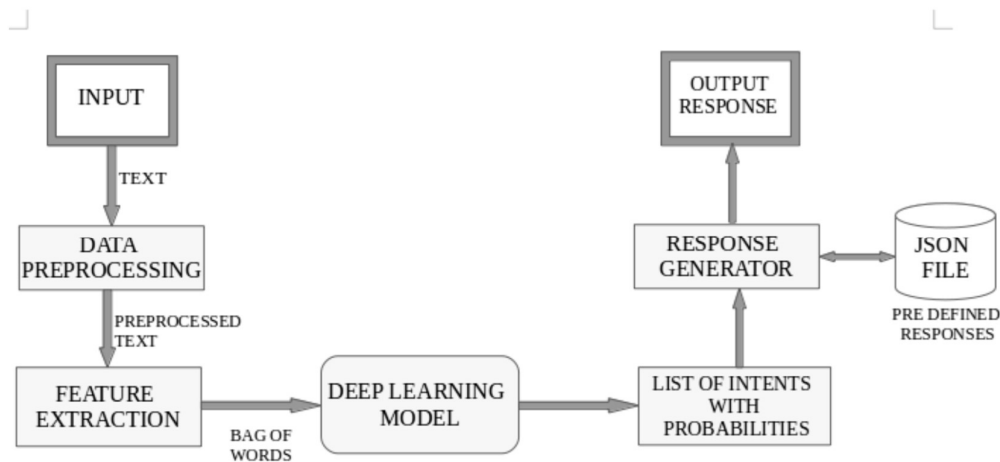 INPUT
TEXT
DATA
PREPROCESSING
PREPROCESSED
TEXT
FEATURE
EXTRACTION
BAG OF
WORDS
DEEP LEARNING
MODEL
LIST OF INTENTS
WITH
PROBABILITIES
RESPONSE
GENERATOR
JSON
FILE
PRE DEFINED
RESPONSES
OUTPUT
RESPONSE